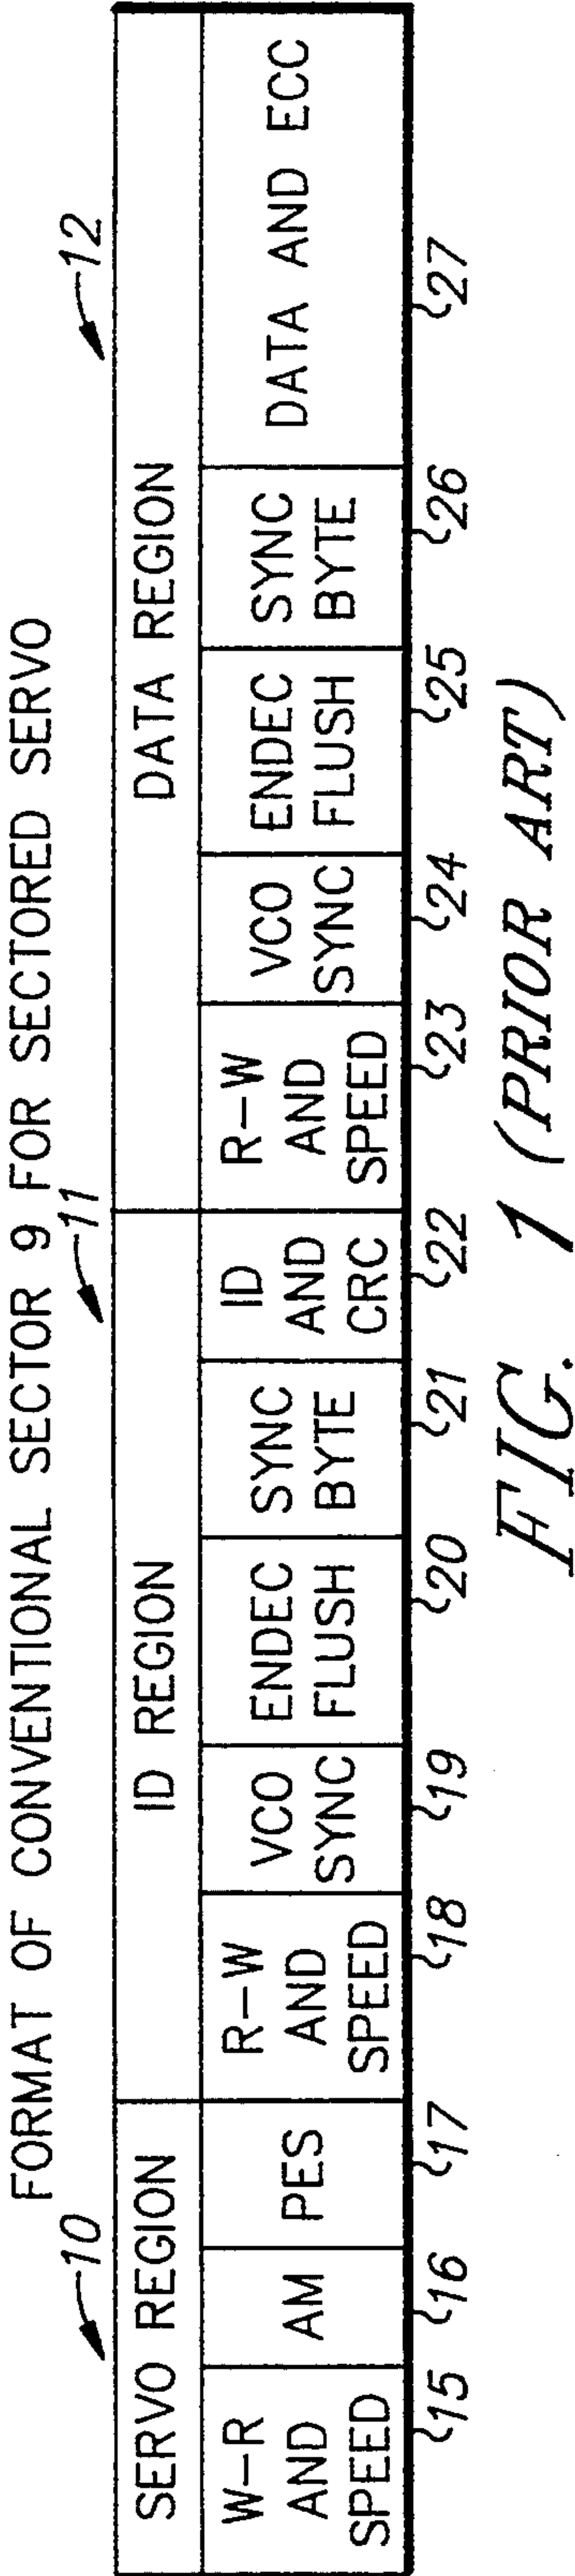 FORMAT OF CONVENTIONAL SECTOR 9 FOR SECTORED SERVO
10
11
12
SERVO REGION
ID REGION
DATA REGION
W–R
AND
SPEED
AM
PES
R–W
AND
SPEED
VCO
SYNC
ENDEC
FLUSH
SYNC
BYTE
ID
AND
CRC
R–W
AND
SPEED
VCO
SYNC
ENDEC
FLUSH
SYNC
BYTE
DATA AND ECC
15
16
17
18
19
20
21
22
23
24
25
26
27
FIG. 1 (PRIOR ART)